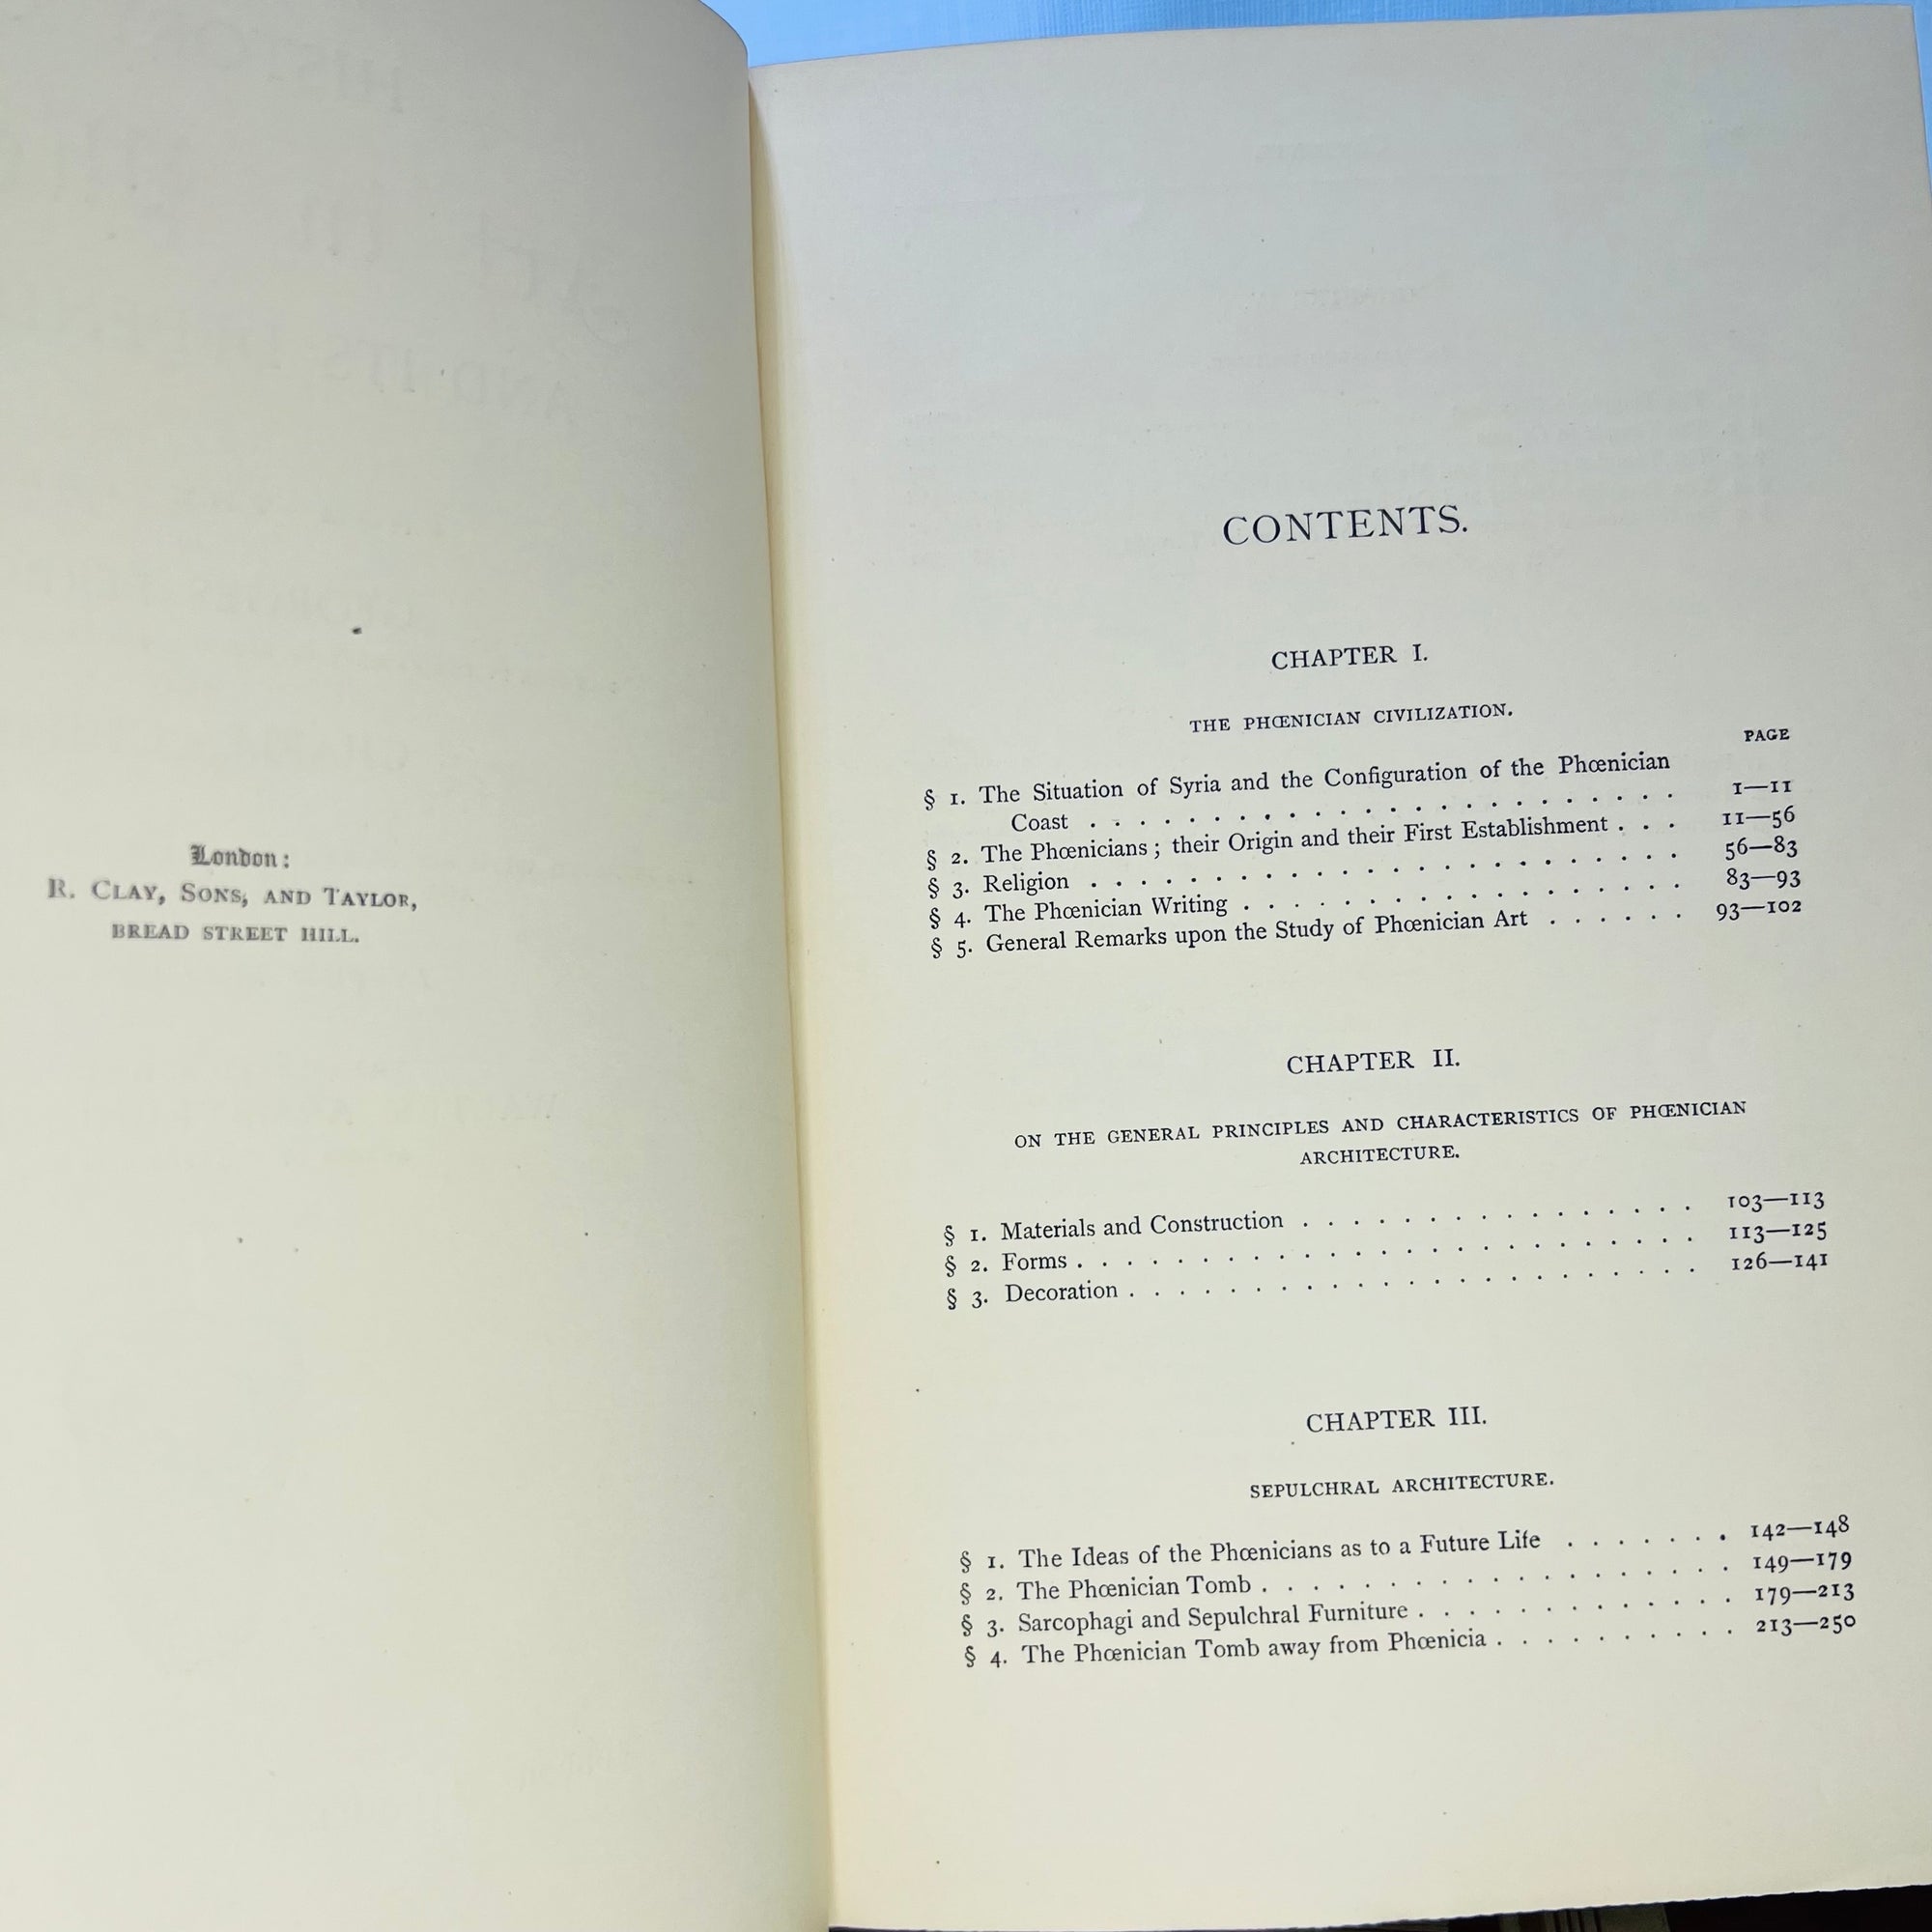 London:
R. CLAY, SONS, AND TAYLOR,
BREAD STREET HILL.
CONTENTS.
CHAPTER I.
THE PHŒNICIAN CIVILIZATION.
PAGE
§ 1. The Situation of Syria and the Configuration of the Phœnician
Coast . . . . . . . . . . . . . . . . . . . . . . . . 1—11
§ 2. The Phœnicians; their Origin and their First Establishment . . . 11—56
§ 3. Religion . . . . . . . . . . . . . . . . . . . . . . . . 56—83
§ 4. The Phœnician Writing . . . . . . . . . . . . . . . . . . 83—93
§ 5. General Remarks upon the Study of Phœnician Art . . . . . . 93—102
CHAPTER II.
ON THE GENERAL PRINCIPLES AND CHARACTERISTICS OF PHŒNICIAN
ARCHITECTURE.
§ 1. Materials and Construction . . . . . . . . . . . . . . . . 103—113
§ 2. Forms . . . . . . . . . . . . . . . . . . . . . . . . . 113—125
§ 3. Decoration . . . . . . . . . . . . . . . . . . . . . . . 126—141
CHAPTER III.
SEPULCHRAL ARCHITECTURE.
§ 1. The Ideas of the Phœnicians as to a Future Life . . . . . . . 142—148
§ 2. The Phœnician Tomb . . . . . . . . . . . . . . . . . . . 149—179
§ 3. Sarcophagi and Sepulchral Furniture . . . . . . . . . . . . . 179—213
§ 4. The Phœnician Tomb away from Phœnicia . . . . . . . . . . 213—250